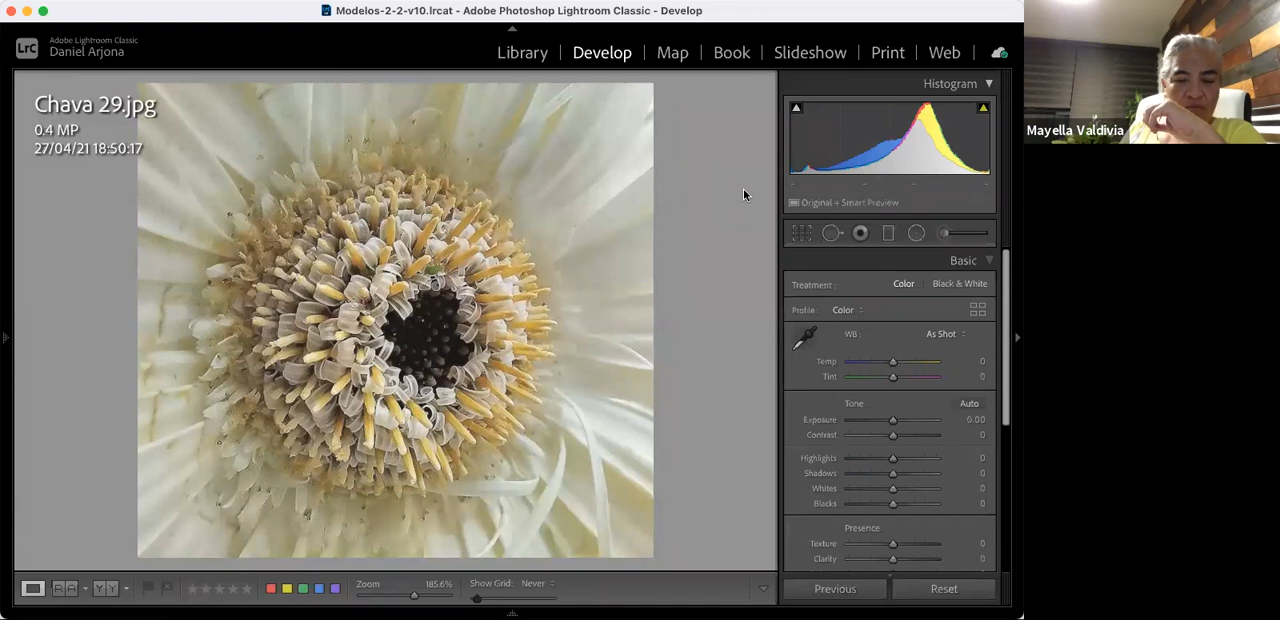 Modelos-2-2-v10.lrcat - Adobe Photoshop Lightroom Classic - Develop
LrC
Adobe Lightroom Classic
Daniel Arjona
Library | Develop | Map | Book | Slideshow | Print | Web
Chava 29.jpg
0.4 MP
27/04/21 18:50:17
Histogram
Original + Smart Preview
Basic
Treatment : Color Black & White
Profile : Color
WB : As Shot
Temp 0
Tint 0
Tone Auto
Exposure 0.00
Contrast 0
Highlights 0
Shadows 0
Whites 0
Blacks 0
Presence
Texture 0
Clarity 0
R A Y Y Zoom 185.6% Show Grid: Never
Previous Reset
Mayella Valdivia